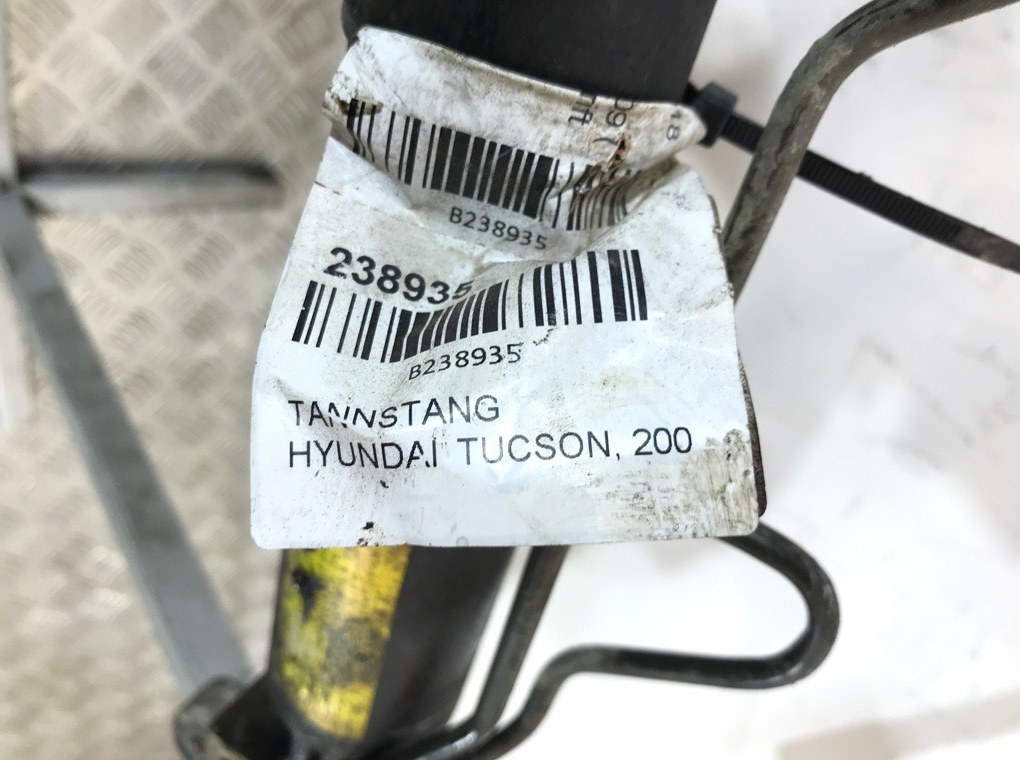 B238935
238935
B238935
TANNSTANG
HYUNDAI TUCSON, 200